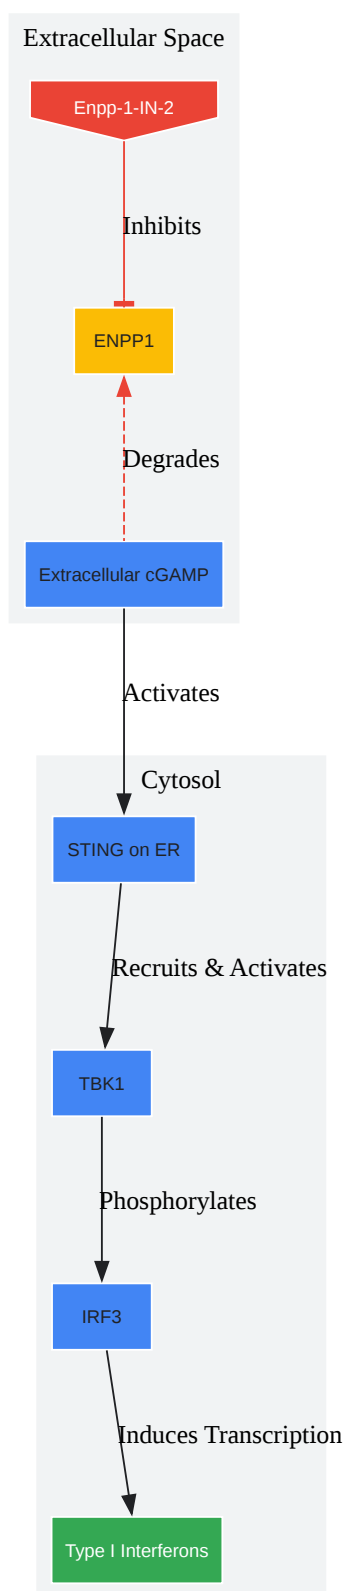 Extracellular Space
Enpp-1-IN-2
Inhibits
ENPP1
Degrades
Extracellular cGAMP
Activates
Cytosol
STING on ER
Recruits & Activates
TBK1
Phosphorylates
IRF3
Induces Transcription
Type I Interferons